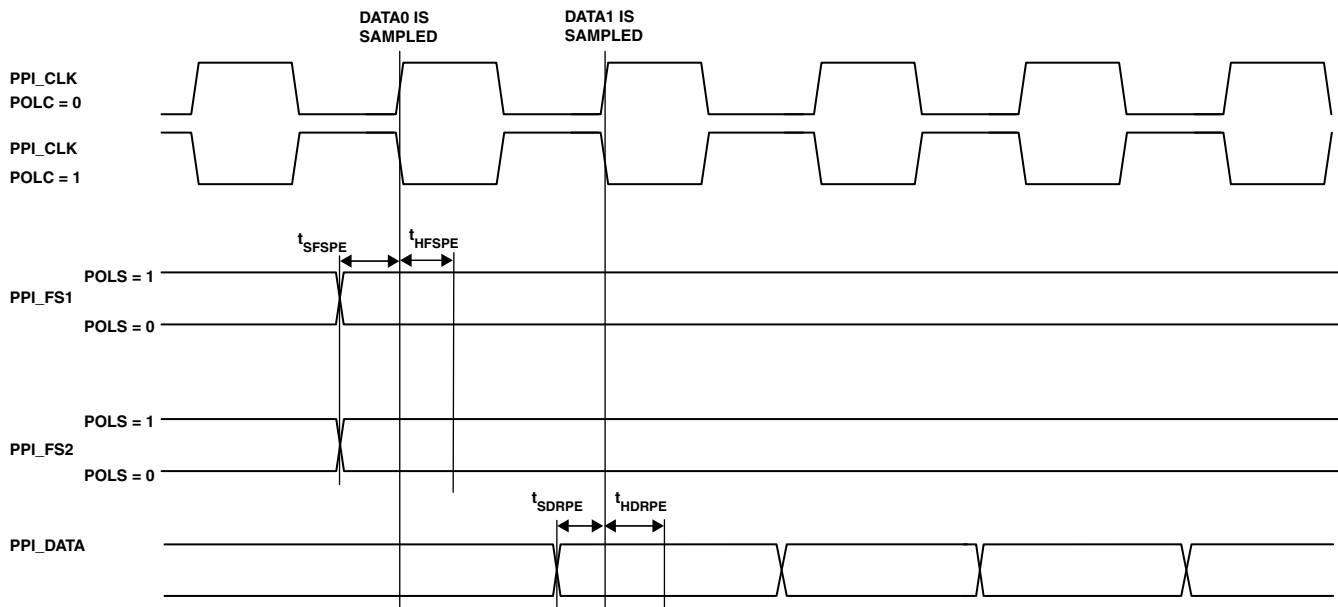 DATA0 IS
SAMPLED
DATA1 IS
SAMPLED
PPI_CLK
POLC = 0
PPI_CLK
POLC = 1
tSFSPE
tHFSPE
POLS = 1
PPI_FS1
POLS = 0
POLS = 1
PPI_FS2
POLS = 0
tSDRPE
tHDRPE
PPI_DATA